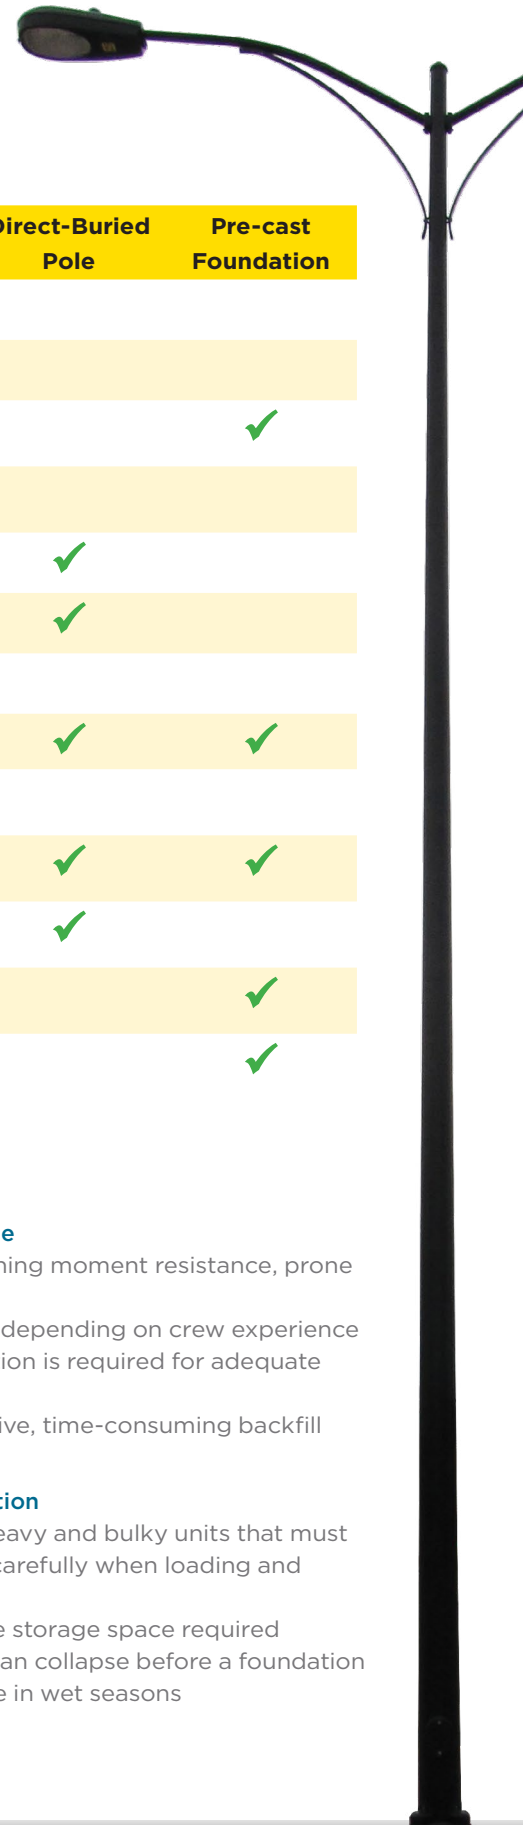 Direct-Buried Pre-cast
Pole Foundation
e
ning moment resistance, prone
depending on crew experience
ion is required for adequate
ive, time-consuming backfill
tion
eavy and bulky units that must
carefully when loading and
e storage space required
an collapse before a foundation
e in wet seasons